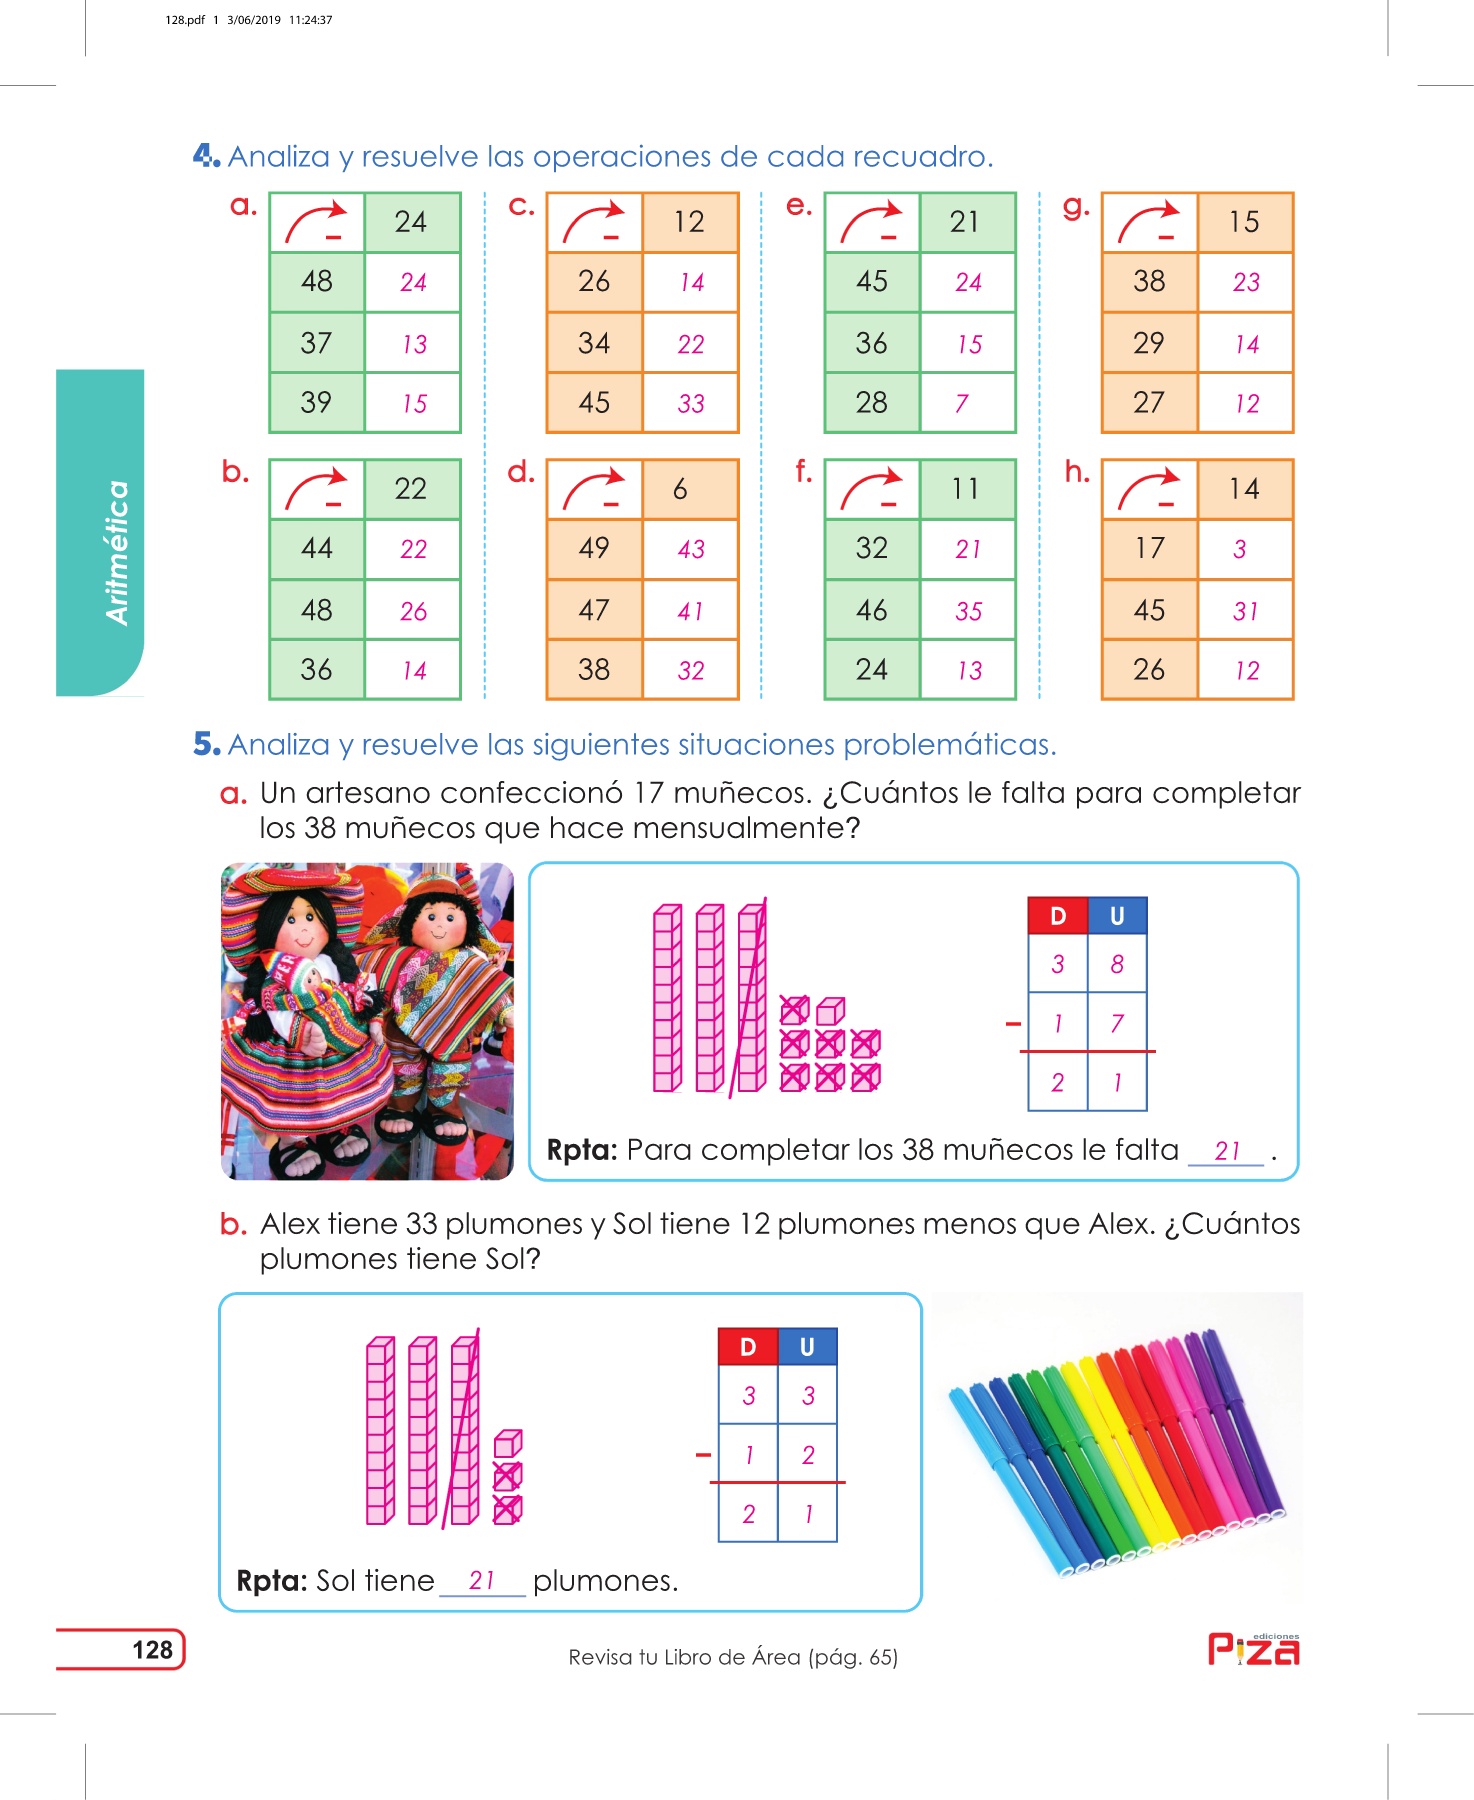 128.pdf 1 3/06/2019 11:24:37
4. Analiza y resuelve las operaciones de cada recuadro.
a. – 24
48 24
37 13
39 15
c. – 12
26 14
34 22
45 33
e. – 21
45 24
36 15
28 7
g. – 15
38 23
29 14
27 12
b. – 22
44 22
48 26
36 14
d. – 6
49 43
47 41
38 32
f. – 11
32 21
46 35
24 13
h. – 14
17 3
45 31
26 12
Aritmética
5. Analiza y resuelve las siguientes situaciones problemáticas.
a. Un artesano confeccionó 17 muñecos. ¿Cuántos le falta para completar
los 38 muñecos que hace mensualmente?
D U
3 8
– 1 7
2 1
Rpta: Para completar los 38 muñecos le falta 21 .
b. Alex tiene 33 plumones y Sol tiene 12 plumones menos que Alex. ¿Cuántos
plumones tiene Sol?
D U
3 3
– 1 2
2 1
Rpta: Sol tiene 21 plumones.
128
Revisa tu Libro de Área (pág. 65)
ediciones
Piza